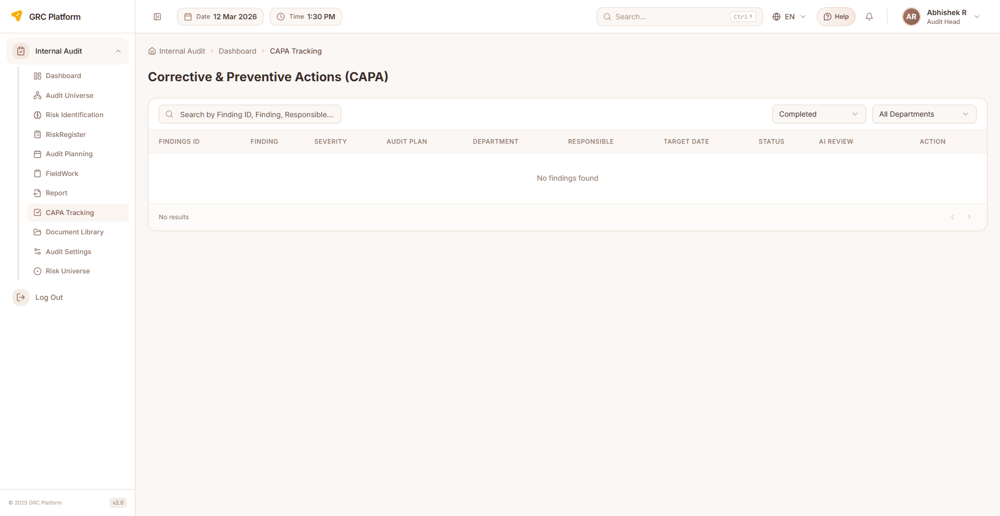 GRC Platform
Date 12 Mar 2026
Time 1:30 PM
Search...
Ctrl K
EN
Help
AR
Abhishek R
Audit Head
Internal Audit
Dashboard
Audit Universe
Risk Identification
RiskRegister
Audit Planning
FieldWork
Report
CAPA Tracking
Document Library
Audit Settings
Risk Universe
Log Out
© 2025 GRC Platform
v2.0
Internal Audit > Dashboard > CAPA Tracking
Corrective & Preventive Actions (CAPA)
Search by Finding ID, Finding, Responsible...
Completed
All Departments
FINDINGS ID FINDING SEVERITY AUDIT PLAN DEPARTMENT RESPONSIBLE TARGET DATE STATUS AI REVIEW ACTION
No findings found
No results